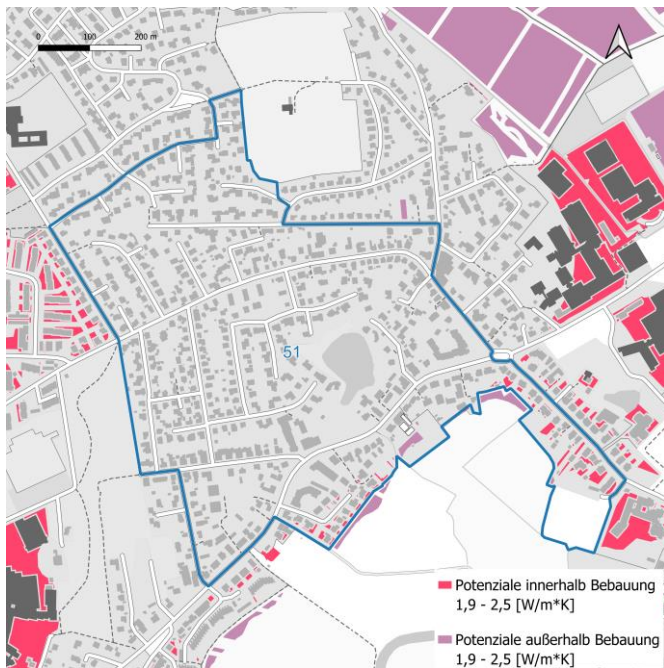 0 100 200 m
51
Potenziale innerhalb Bebauung
1,9 - 2,5 [W/m*K]
Potenziale außerhalb Bebauung
1,9 - 2,5 [W/m*K]